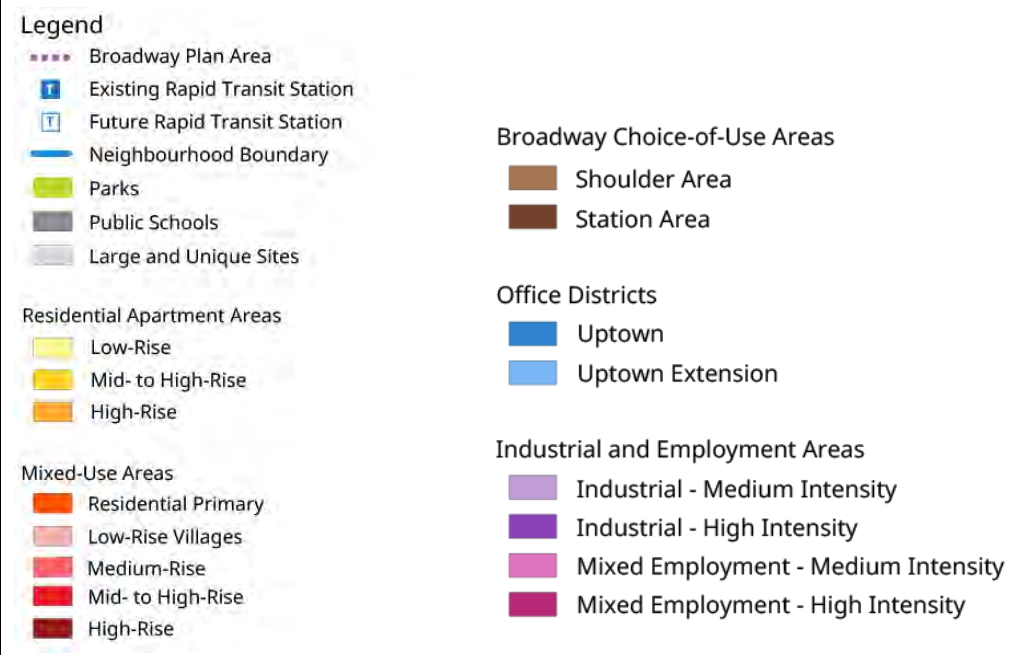 Legend
Broadway Plan Area
T
Existing Rapid Transit Station
T
Future Rapid Transit Station
Neighbourhood Boundary
Parks
Public Schools
Large and Unique Sites
Residential Apartment Areas
Low-Rise
Mid- to High-Rise
High-Rise
Mixed-Use Areas
Residential Primary
Low-Rise Villages
Medium-Rise
Mid- to High-Rise
High-Rise
Broadway Choice-of-Use Areas
Shoulder Area
Station Area
Office Districts
Uptown
Uptown Extension
Industrial and Employment Areas
Industrial - Medium Intensity
Industrial - High Intensity
Mixed Employment - Medium Intensity
Mixed Employment - High Intensity